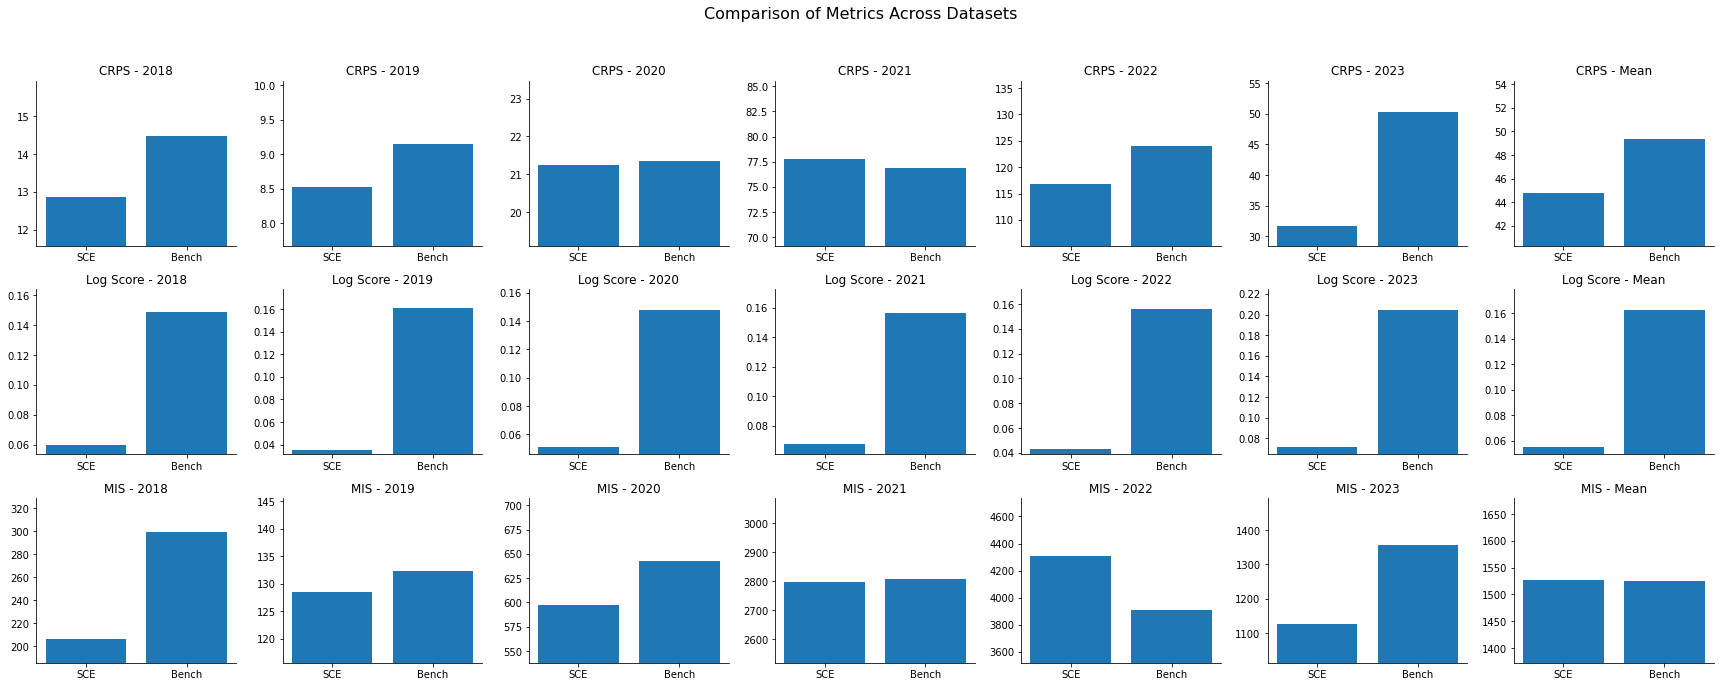 Comparison of Metrics Across Datasets
CRPS - 2018
15
14
13
12
SCE Bench
CRPS - 2019
10.0
9.5
9.0
8.5
8.0
SCE Bench
CRPS - 2020
23
22
21
20
SCE Bench
CRPS - 2021
85.0
82.5
80.0
77.5
75.0
72.5
70.0
SCE Bench
CRPS - 2022
135
130
125
120
115
110
SCE Bench
CRPS - 2023
55
50
45
40
35
30
SCE Bench
CRPS - Mean
54
52
50
48
46
44
42
SCE Bench
Log Score - 2018
0.16
0.14
0.12
0.10
0.08
0.06
SCE Bench
Log Score - 2019
0.16
0.14
0.12
0.10
0.08
0.06
0.04
SCE Bench
Log Score - 2020
0.16
0.14
0.12
0.10
0.08
0.06
SCE Bench
Log Score - 2021
0.16
0.14
0.12
0.10
0.08
SCE Bench
Log Score - 2022
0.16
0.14
0.12
0.10
0.08
0.06
0.04
SCE Bench
Log Score - 2023
0.22
0.20
0.18
0.16
0.14
0.12
0.10
0.08
SCE Bench
Log Score - Mean
0.16
0.14
0.12
0.10
0.08
0.06
SCE Bench
MIS - 2018
320
300
280
260
240
220
200
SCE Bench
MIS - 2019
145
140
135
130
125
120
SCE Bench
MIS - 2020
700
675
650
625
600
575
550
SCE Bench
MIS - 2021
3000
2900
2800
2700
2600
SCE Bench
MIS - 2022
4600
4400
4200
4000
3800
3600
SCE Bench
MIS - 2023
1400
1300
1200
1100
SCE Bench
MIS - Mean
1650
1600
1550
1500
1450
1400
SCE Bench